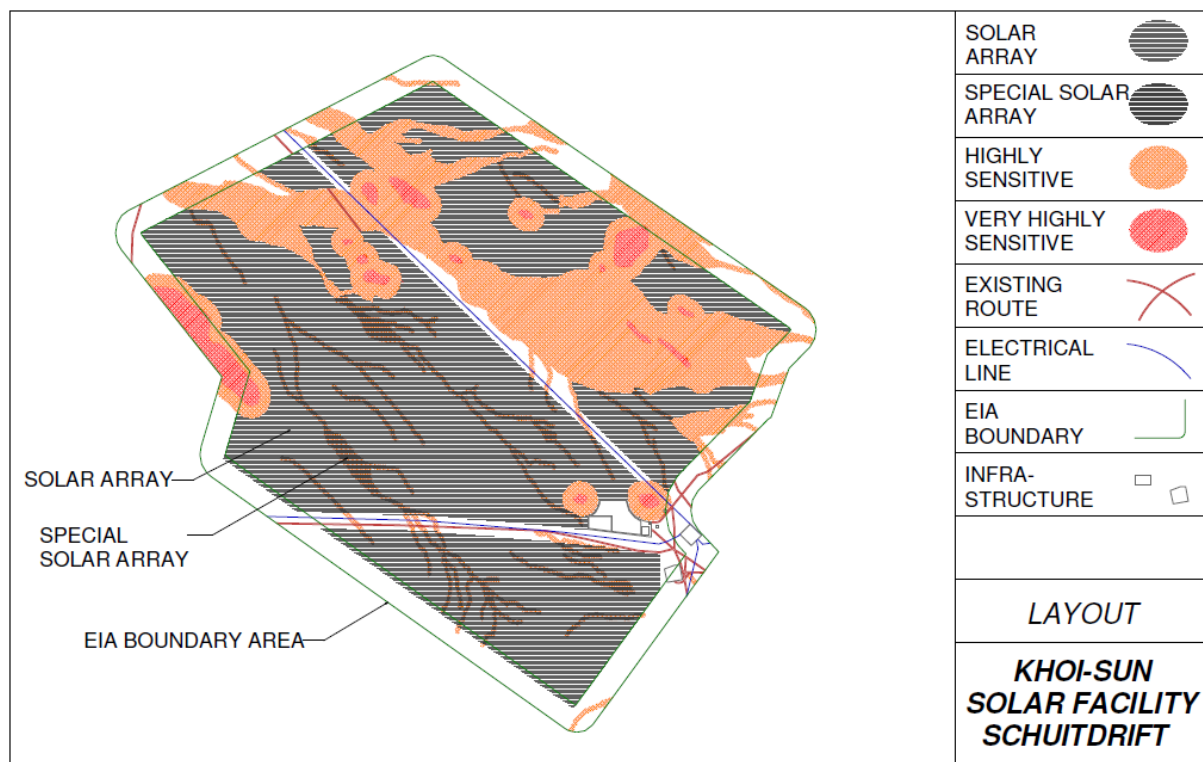 SOLAR ARRAY
SPECIAL
SOLAR ARRAY
EIA BOUNDARY AREA
SOLAR
ARRAY
SPECIAL SOLAR
ARRAY
HIGHLY
SENSITIVE
VERY HIGHLY
SENSITIVE
EXISTING
ROUTE
ELECTRICAL
LINE
EIA
BOUNDARY
INFRA-
STRUCTURE
LAYOUT
KHOI-SUN
SOLAR FACILITY
SCHUITDRIFT